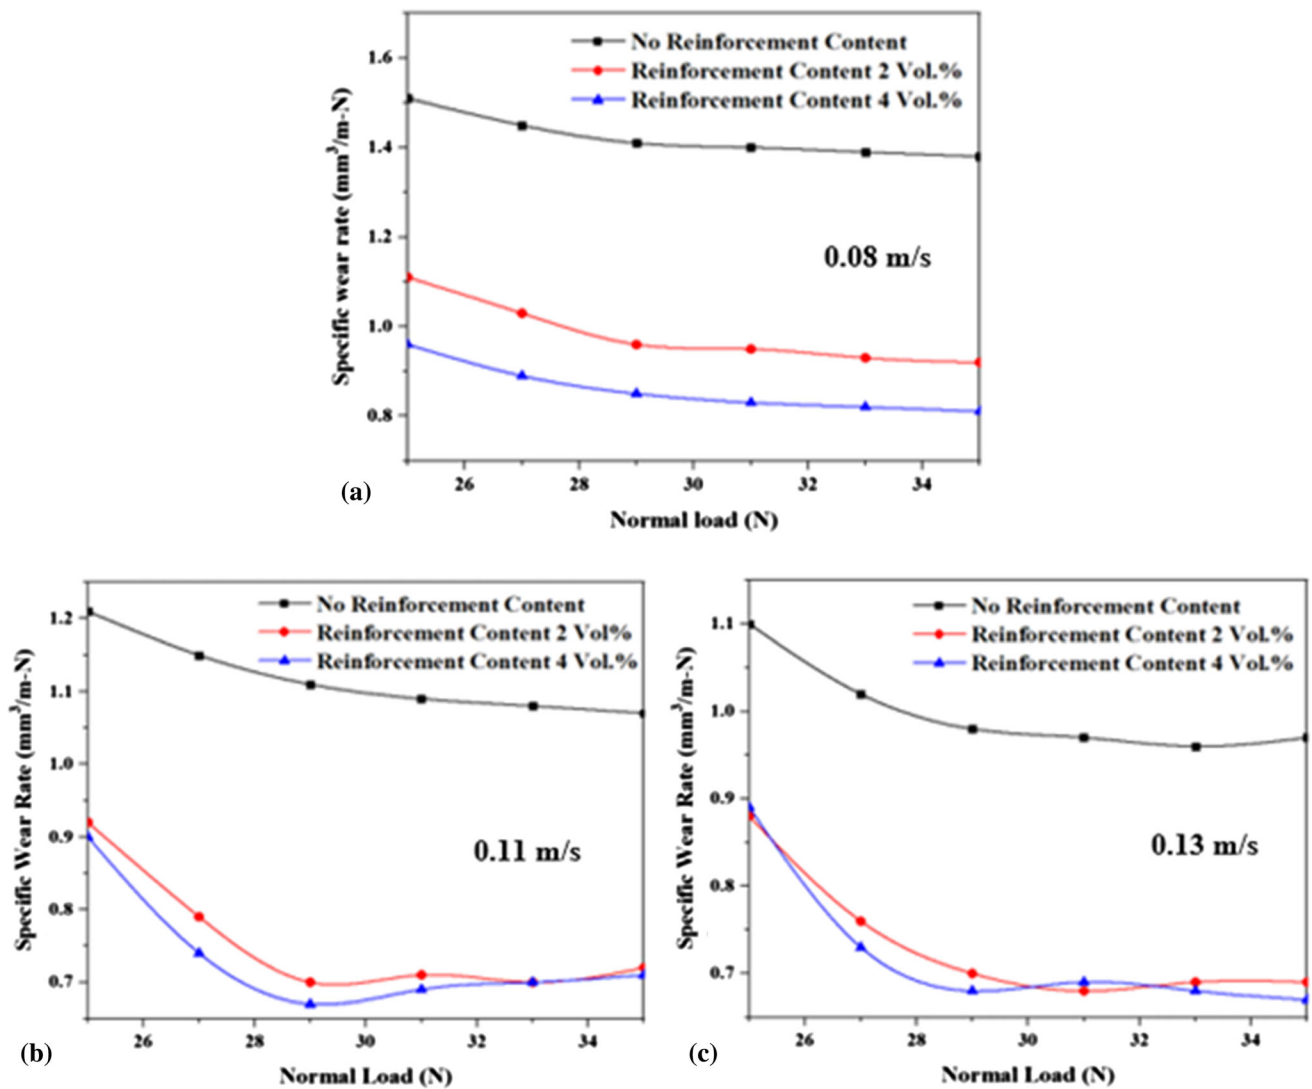 No Reinforcement Content
Reinforcement Content 2 Vol.%
Reinforcement Content 4 Vol.%
1.6
1.4
1.2
1.0
0.8
Specific wear rate (mm³/m-N)
0.08 m/s
26 28 30 32 34
(a)
Normal load (N)
No Reinforcement Content
Reinforcement Content 2 Vol%
Reinforcement Content 4 Vol.%
1.2
1.1
1.0
0.9
0.8
0.7
Specific Wear Rate (mm³/m-N)
0.11 m/s
26 28 30 32 34
(b)
Normal Load (N)
No Reinforcement Content
Reinforcement Content 2 Vol.%
Reinforcement Content 4 Vol.%
1.1
1.0
0.9
0.8
0.7
Specific Wear Rate (mm³/m-N)
0.13 m/s
26 28 30 32 34
(c)
Normal Load (N)